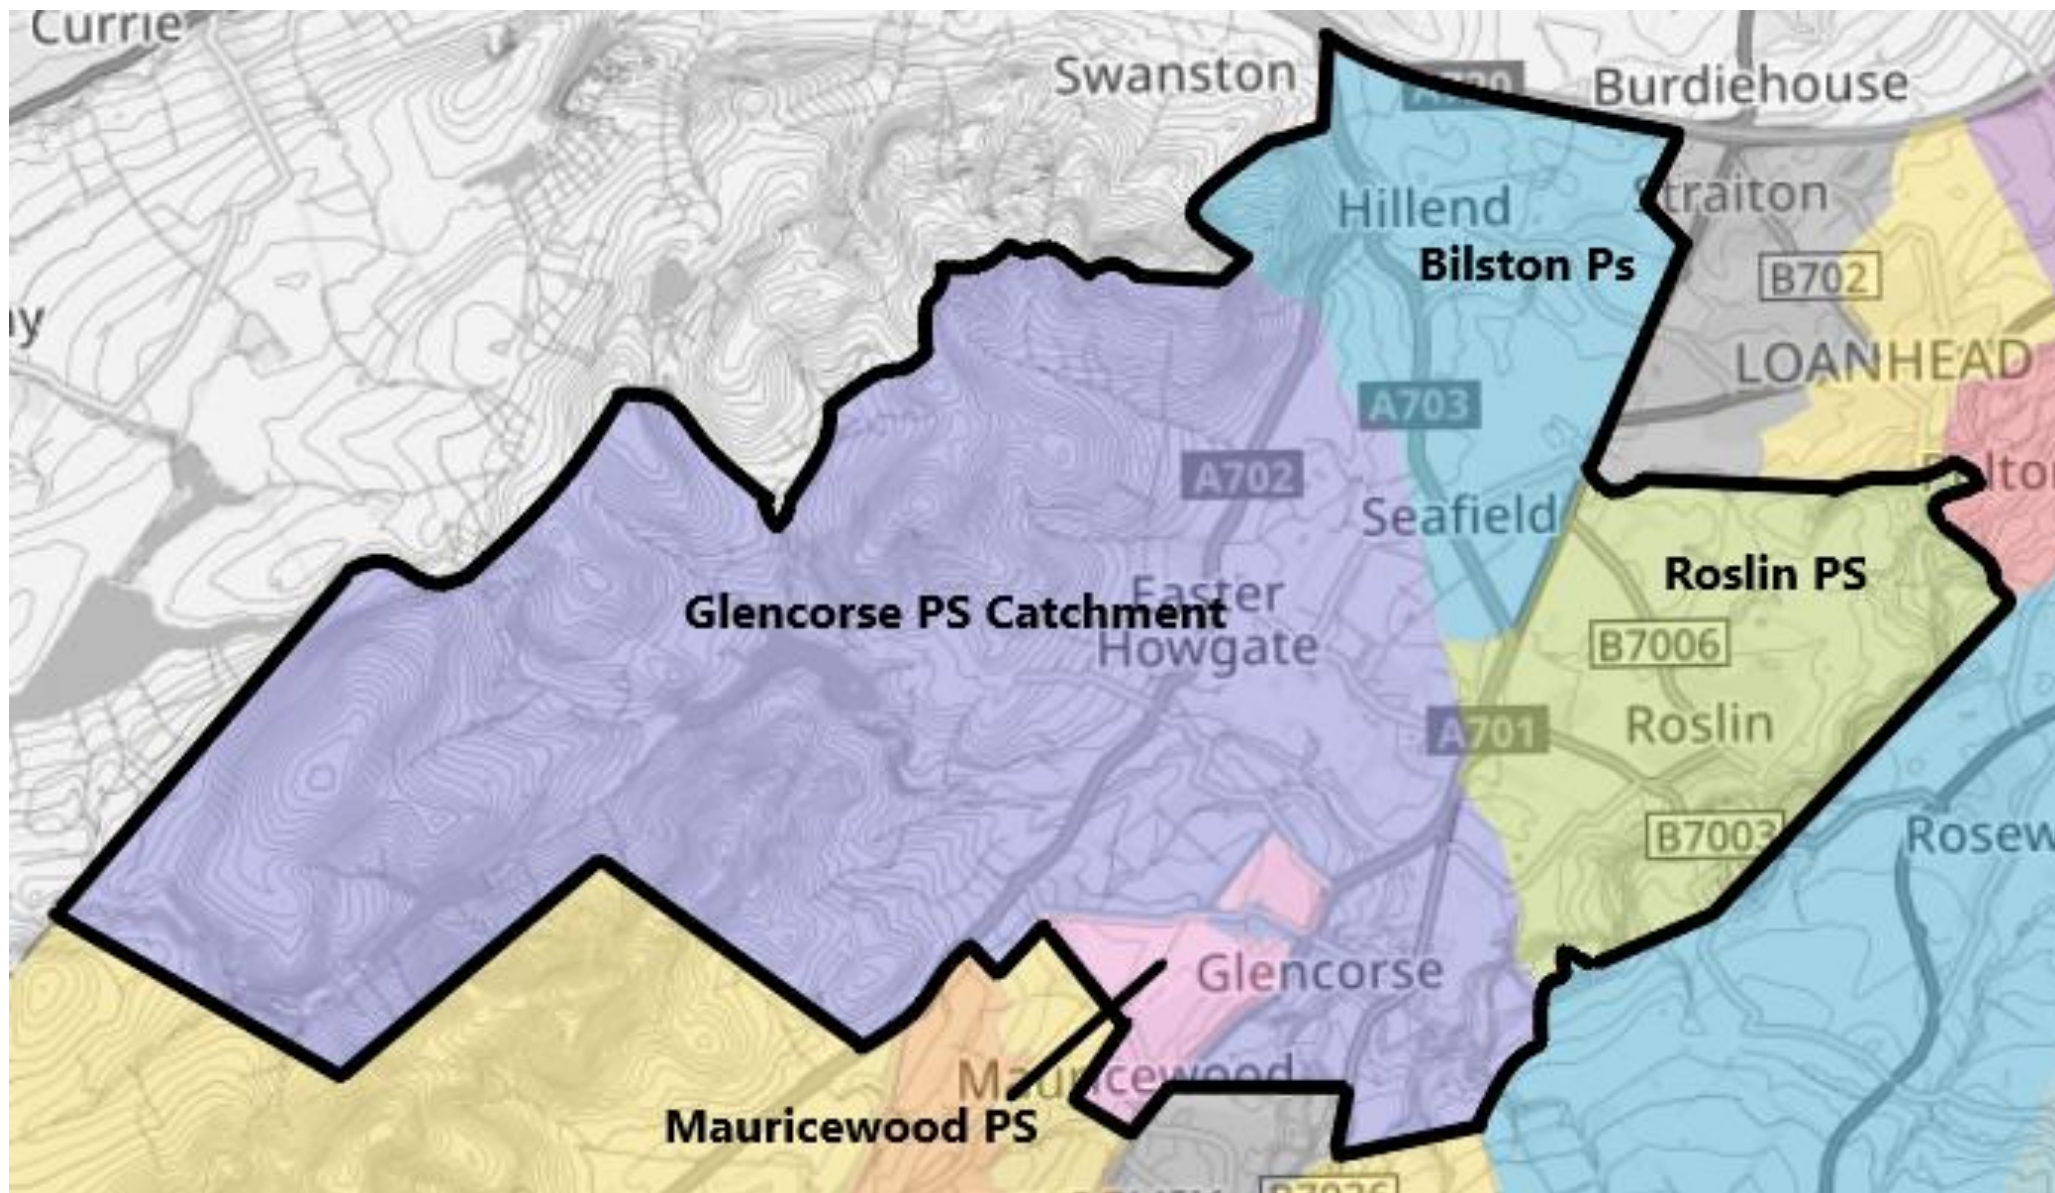 Currie
Swanston
Burdiehouse
Hillend
Straiton
Bilston Ps
B702
LOANHEAD
A703
A702
Seafield
Roslin PS
Easter
Glencorse PS Catchment
Howgate
B7006
Roslin
A701
B7003
Rosew
Glencorse
Mauricewood
Mauricewood PS